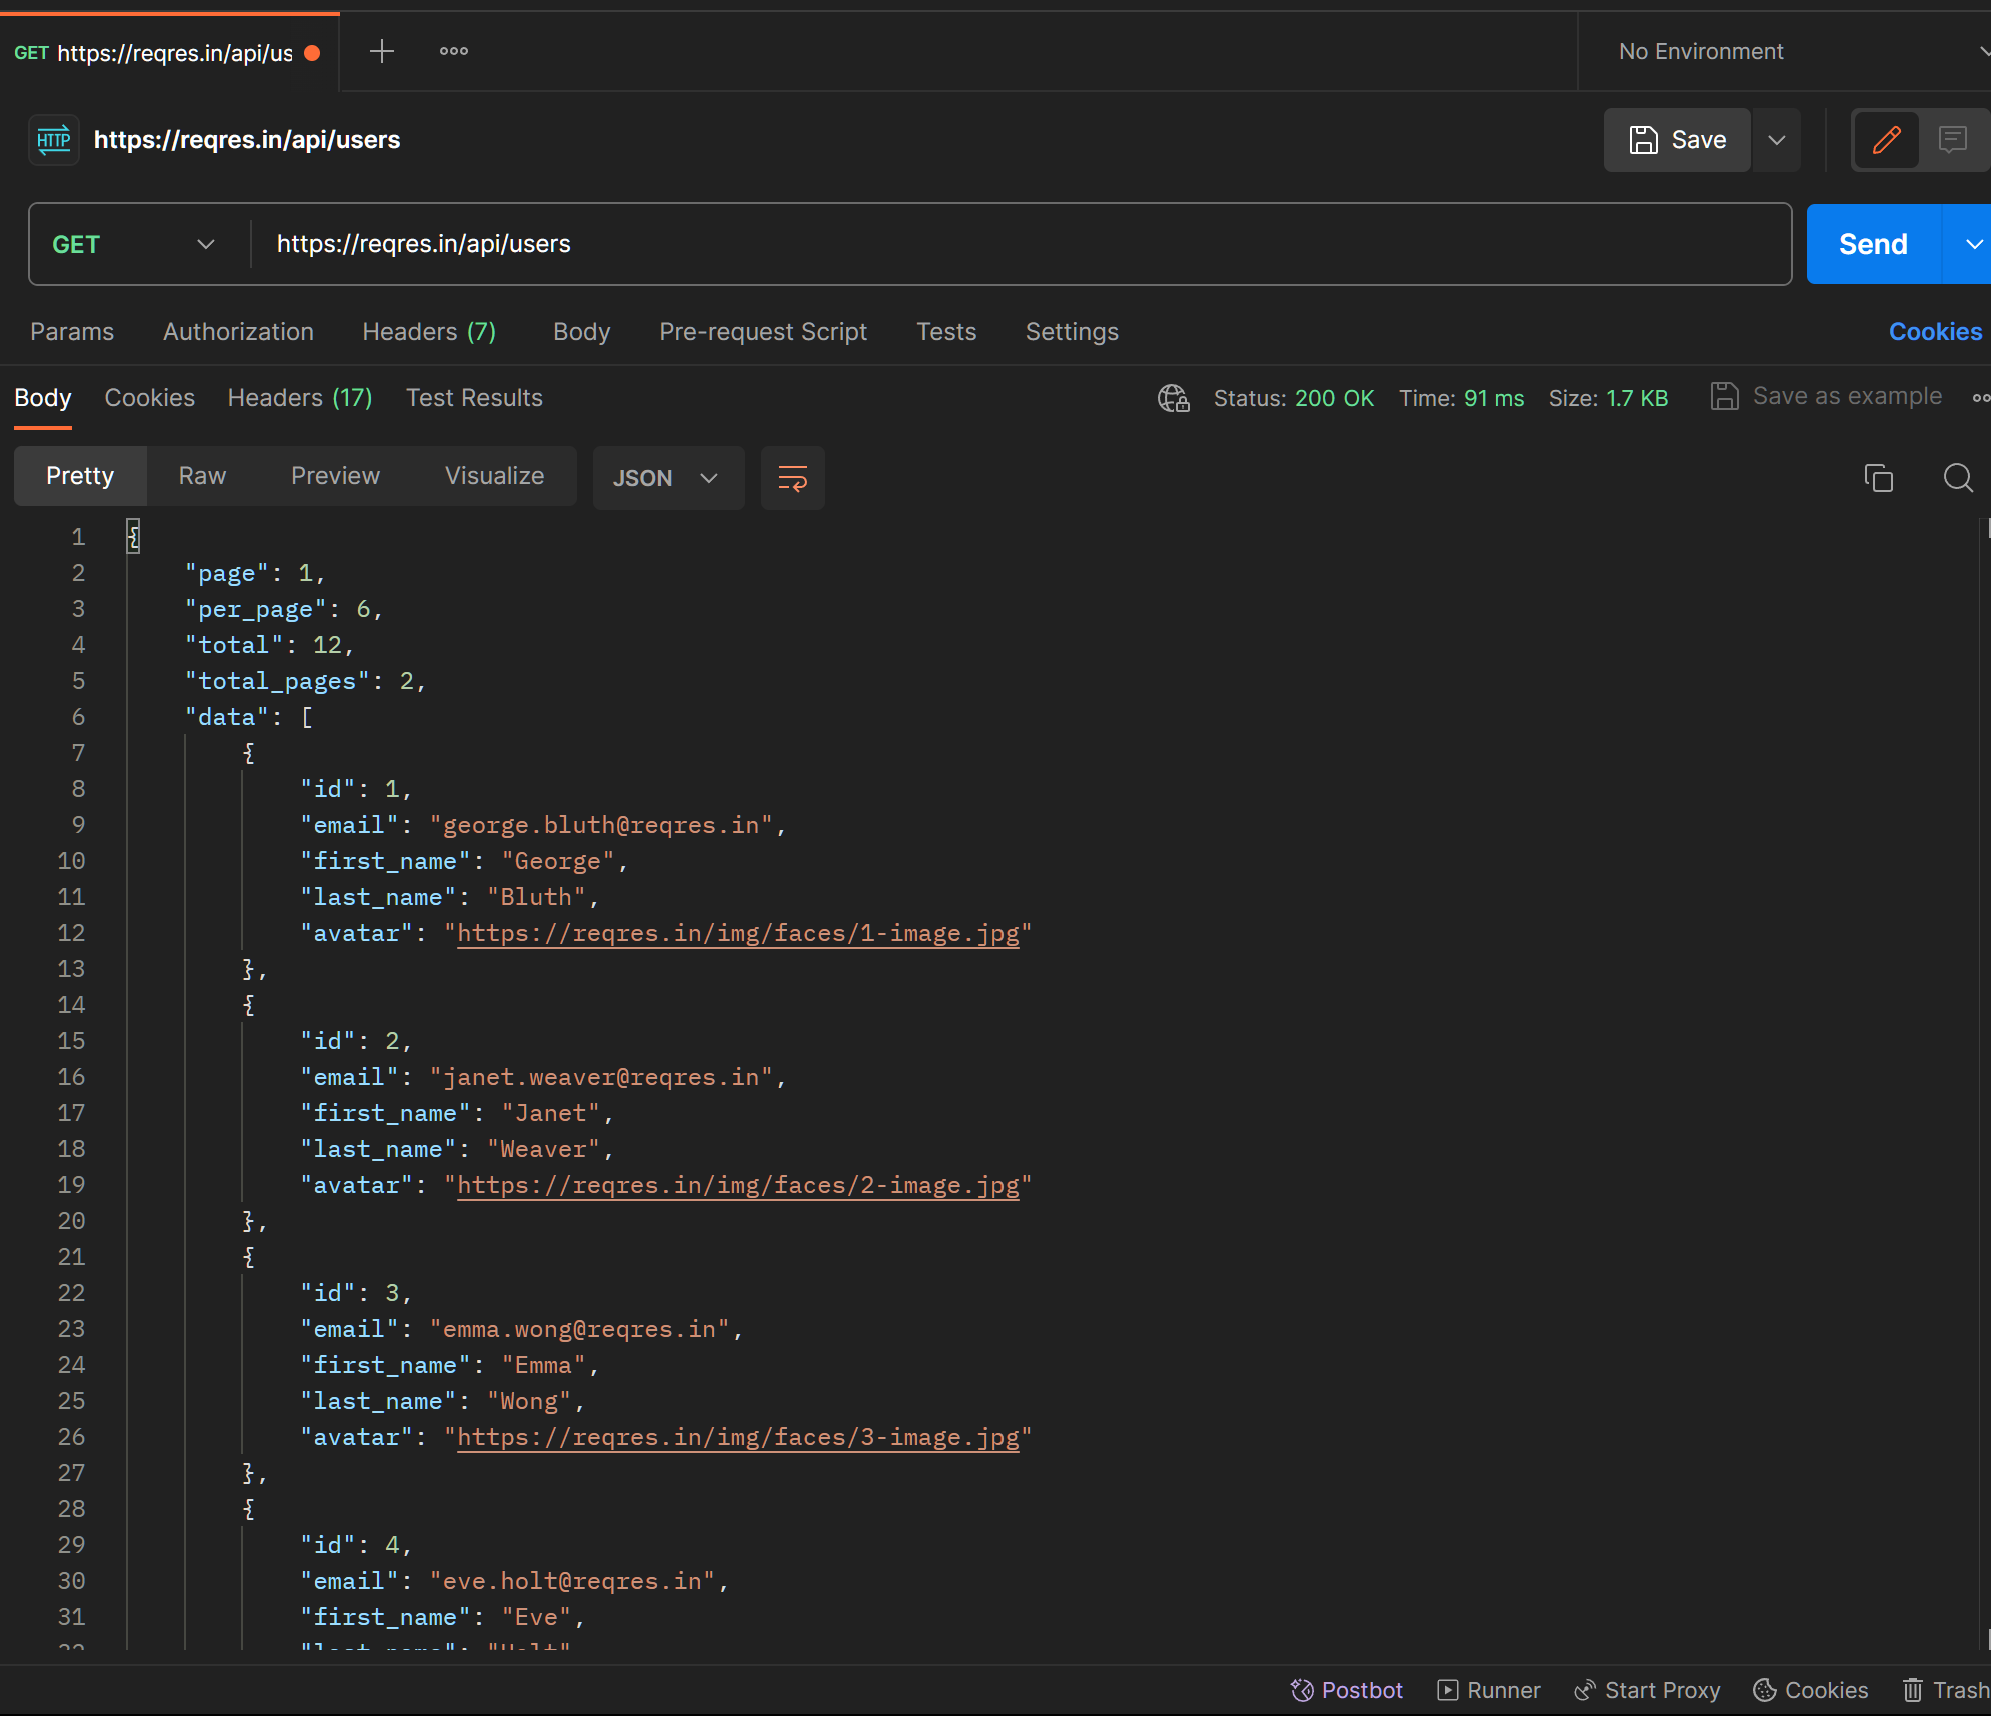 GET https://reqres.in/api/us
No Environment
HTTP https://reqres.in/api/users
Save
GET https://reqres.in/api/users
Send
Params Authorization Headers (7) Body Pre-request Script Tests Settings Cookies
Body Cookies Headers (17) Test Results Status: 200 OK Time: 91 ms Size: 1.7 KB Save as example
Pretty Raw Preview Visualize JSON
1 {
2 "page": 1,
3 "per_page": 6,
4 "total": 12,
5 "total_pages": 2,
6 "data": [
7 {
8 "id": 1,
9 "email": "george.bluth@reqres.in",
10 "first_name": "George",
11 "last_name": "Bluth",
12 "avatar": "https://reqres.in/img/faces/1-image.jpg"
13 },
14 {
15 "id": 2,
16 "email": "janet.weaver@reqres.in",
17 "first_name": "Janet",
18 "last_name": "Weaver",
19 "avatar": "https://reqres.in/img/faces/2-image.jpg"
20 },
21 {
22 "id": 3,
23 "email": "emma.wong@reqres.in",
24 "first_name": "Emma",
25 "last_name": "Wong",
26 "avatar": "https://reqres.in/img/faces/3-image.jpg"
27 },
28 {
29 "id": 4,
30 "email": "eve.holt@reqres.in",
31 "first_name": "Eve",
32 "last_name": "Holt"
Postbot Runner Start Proxy Cookies Trash